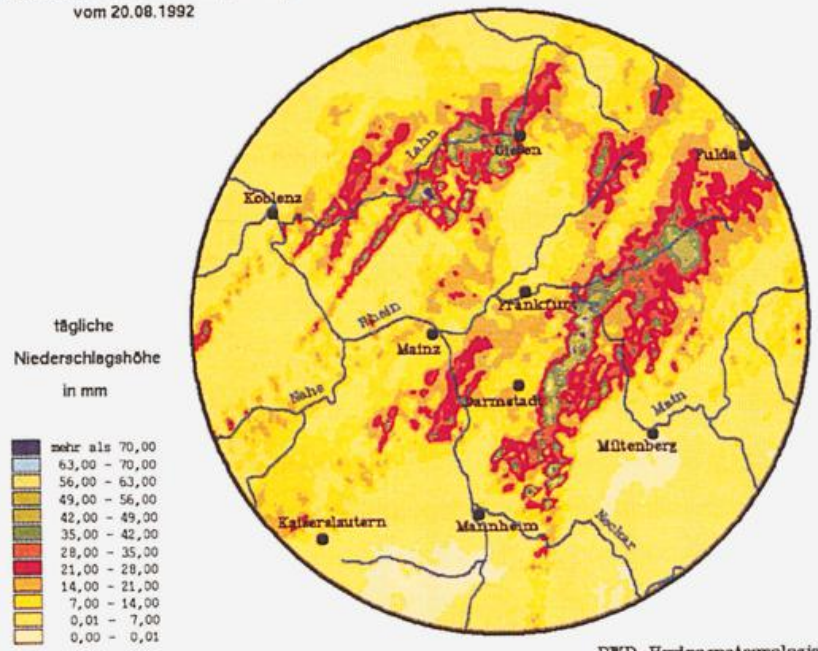 vom 20.08.1992
Gießen
Lahn
Fulda
Koblenz
Frankfurt
Rhein
Mainz
tägliche
Niederschlagshöhe
in mm
Nahe
Darmstadt
Main
Miltenberg
mehr als 70,00
63,00 - 70,00
56,00 - 63,00
49,00 - 56,00
42,00 - 49,00
35,00 - 42,00
28,00 - 35,00
21,00 - 28,00
14,00 - 21,00
7,00 - 14,00
0,01 - 7,00
0,00 - 0,01
Kaiserslautern
Mannheim
Neckar